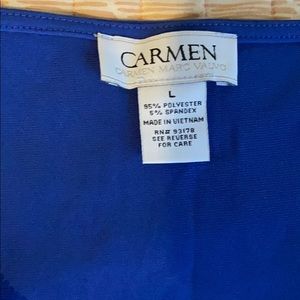 CARMEN
CARMEN MARC VALVO
L
95% POLYESTER
5% SPANDEX
MADE IN VIETNAM
RN# 93178
SEE REVERSE
FOR CARE